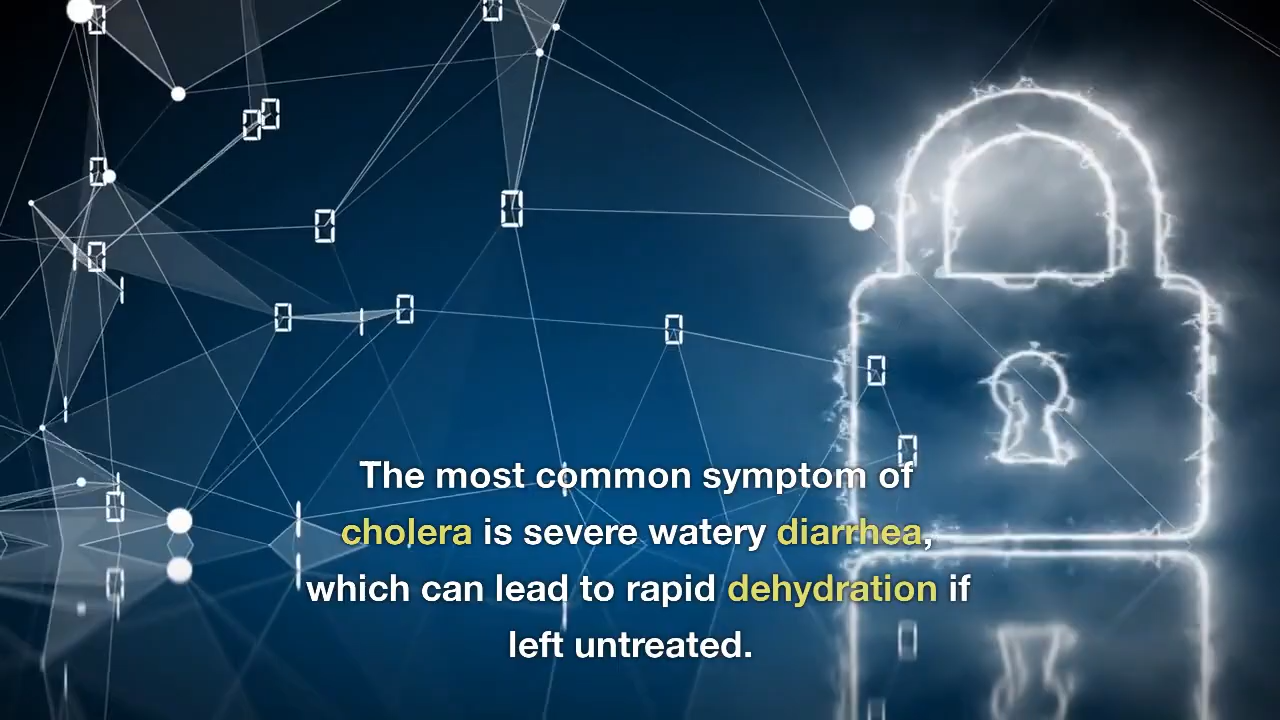 The most common symptom of
cholera is severe watery diarrhea,
which can lead to rapid dehydration if
left untreated.